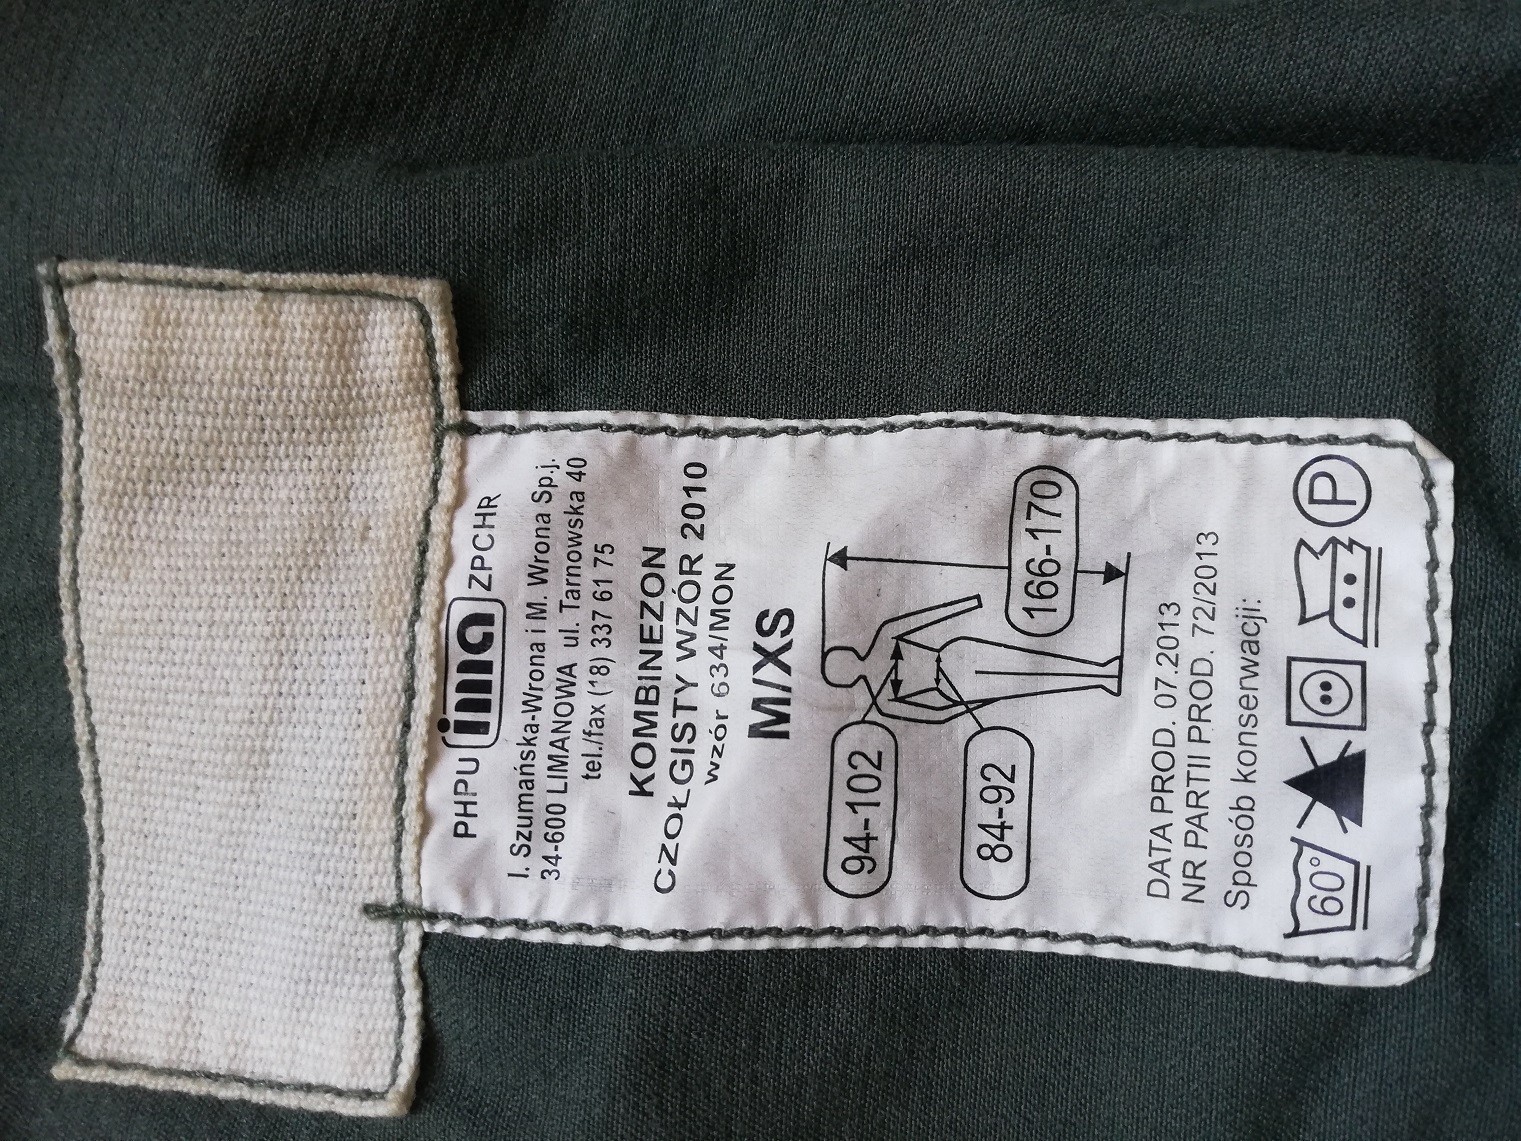 PHPU ima ZPCHR
I. Szumańska-Wrona i M. Wrona Sp.j.
34-600 LIMANOWA ul. Tarnowska 40
tel./fax (18) 337 61 75
KOMBINEZON
CZOŁGISTY WZÓR 2010
wzór 634/MON
M/XS
166-170
94-102
84-92
DATA PROD. 07.2013
NR PARTII PROD. 72/2013
Sposób konserwacji:
60° P